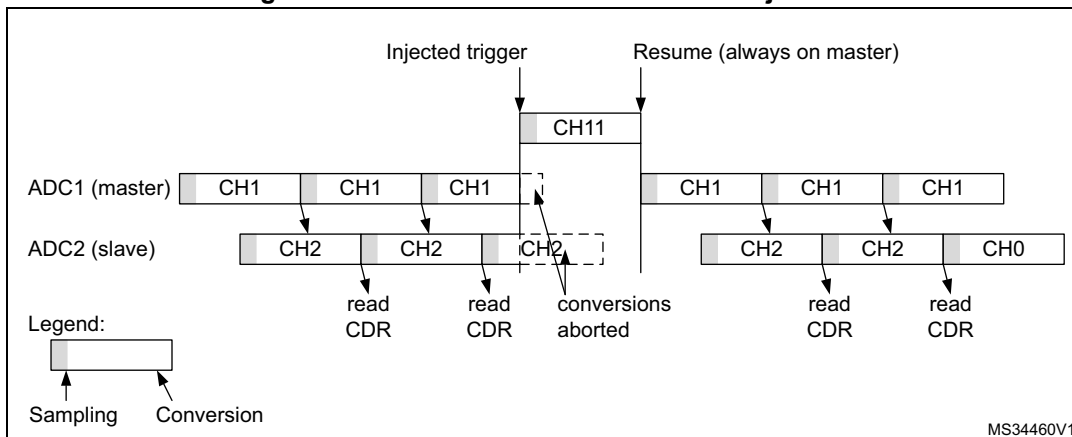 Injected trigger
Resume (always on master)
CH11
ADC1 (master)
CH1
CH1
CH1
CH1
CH1
CH1
ADC2 (slave)
CH2
CH2
CH2
CH2
CH2
CH0
read
CDR
read
CDR
conversions
aborted
read
CDR
read
CDR
Legend:
Sampling
Conversion
MS34460V1